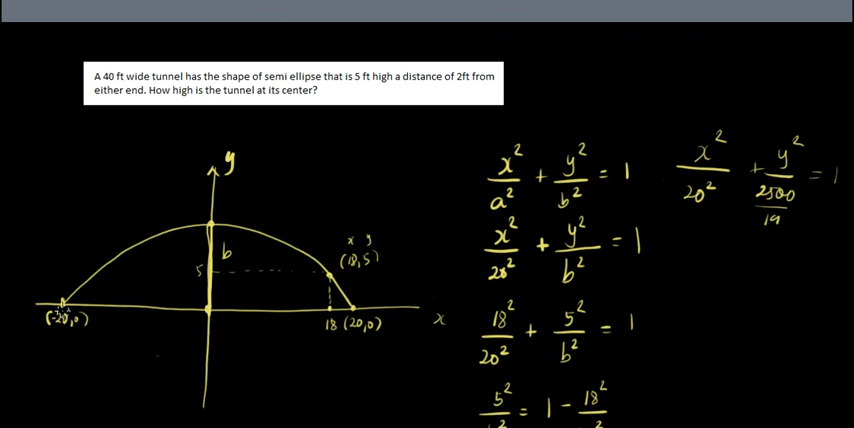 A 40 ft wide tunnel has the shape of semi ellipse that is 5 ft high a distance of 2ft from
either end. How high is the tunnel at its center?
y
b
x y
(18,5)
5
(-20,0)
18 (20,0)
x
x²/a² + y²/b² = 1
x²/20² + y²/b² = 1
18²/20² + 5²/b² = 1
5²/b² = 1 - 18²/
x²/20² + y²/(2500/19) = 1